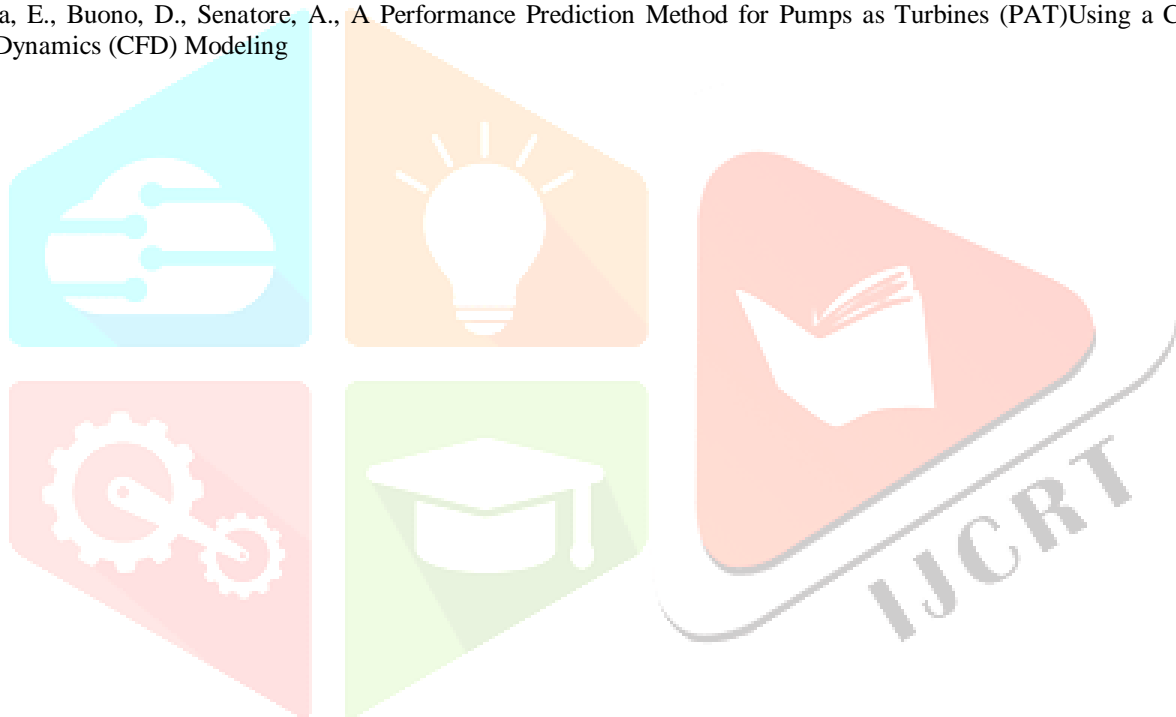 a, E., Buono, D., Senatore, A., A Performance Prediction Method for Pumps as Turbines (PAT)Using a C
Dynamics (CFD) Modeling
IJCRT